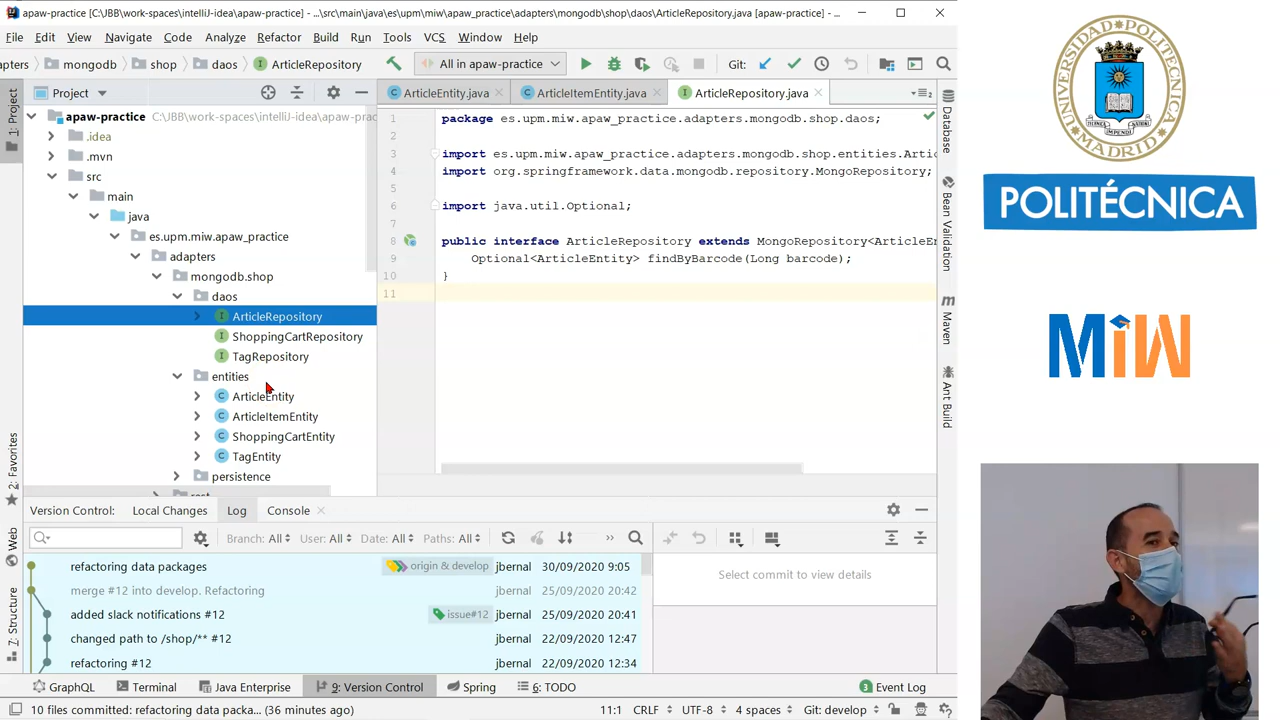 apaw-practice [C:\JBB\work-spaces\intelliJ-idea\apaw-practice] - ...\src\main\java\es\upm\miw\apaw_practice\adapters\mongodb\shop\daos\ArticleRepository.java [apaw-practice] - ...
File Edit View Navigate Code Analyze Refactor Build Run Tools VCS Window Help
apters mongodb shop daos ArticleRepository All in apaw-practice Git:
1: Project
Project
ArticleEntity.java ArticleItemEntity.java ArticleRepository.java
apaw-practice C:\JBB\work-spaces\intelliJ-idea\apaw-prac
.idea
.mvn
src
main
java
es.upm.miw.apaw_practice
adapters
mongodb.shop
daos
ArticleRepository
ShoppingCartRepository
TagRepository
entities
ArticleEntity
ArticleItemEntity
ShoppingCartEntity
TagEntity
persistence
1 package es.upm.miw.apaw_practice.adapters.mongodb.shop.daos;
2
3 import es.upm.miw.apaw_practice.adapters.mongodb.shop.entities.Artic
4 import org.springframework.data.mongodb.repository.MongoRepository;
5
6 import java.util.Optional;
7
8 public interface ArticleRepository extends MongoRepository<ArticleEn
9 Optional<ArticleEntity> findByBarcode(Long barcode);
10 }
11
Database
Bean Validation
Maven
Ant Build
2: Favorites
Web
7: Structure
Version Control: Local Changes Log Console
Branch: All User: All Date: All Paths: All
refactoring data packages origin & develop jbernal 30/09/2020 9:05
merge #12 into develop. Refactoring jbernal 25/09/2020 20:42
added slack notifications #12 issue#12 jbernal 25/09/2020 20:41
changed path to /shop/** #12 jbernal 22/09/2020 12:47
refactoring #12 jbernal 22/09/2020 12:34
Select commit to view details
GraphQL Terminal Java Enterprise 9: Version Control Spring 6: TODO 3 Event Log
10 files committed: refactoring data packa... (36 minutes ago) 11:1 CRLF UTF-8 4 spaces Git: develop
UNIVERSIDAD POLITÉCNICA
MADRID
POLITÉCNICA
MiW